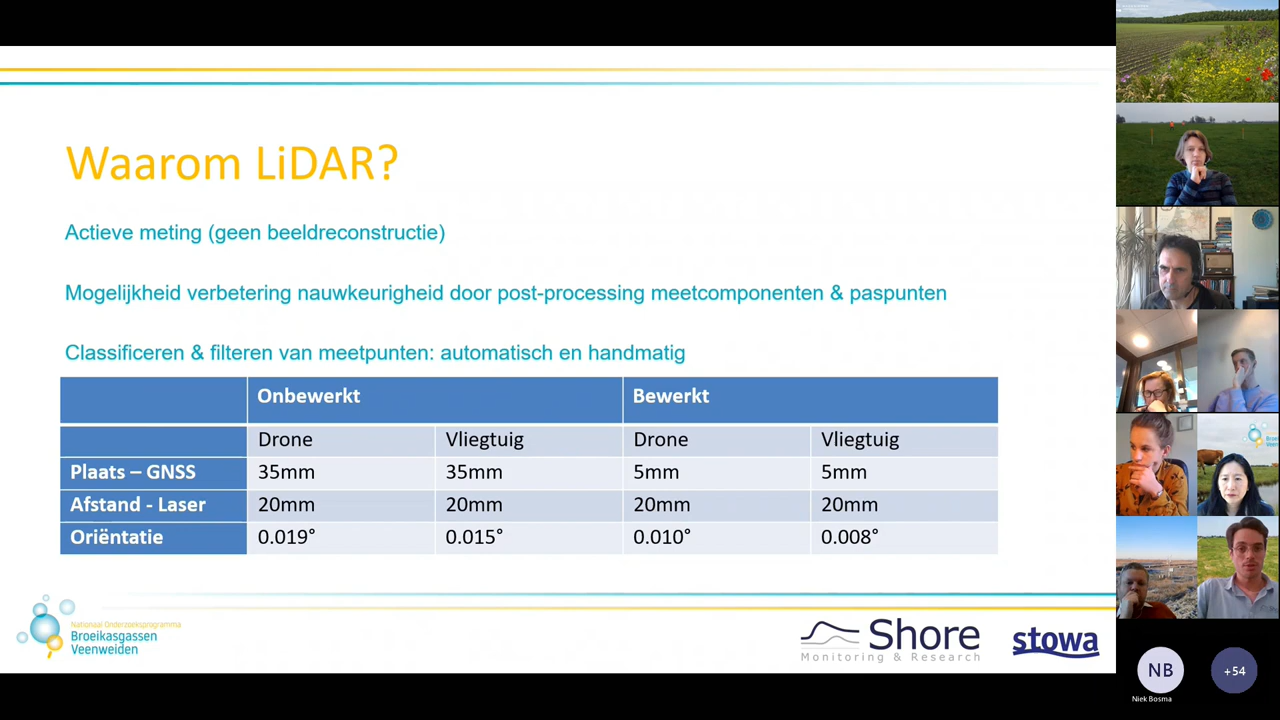 Waarom LiDAR?
Actieve meting (geen beeldreconstructie)
Mogelijkheid verbetering nauwkeurigheid door post-processing meetcomponenten & paspunten
Classificeren & filteren van meetpunten: automatisch en handmatig
Onbewerkt Bewerkt
Drone Vliegtuig Drone Vliegtuig
Plaats – GNSS 35mm 35mm 5mm 5mm
Afstand - Laser 20mm 20mm 20mm 20mm
Oriëntatie 0.019° 0.015° 0.010° 0.008°
Nationaal Onderzoeksprogramma
Broeikasgassen
Veenweiden
Shore
Monitoring & Research
stowa
NB
+54
Niek Bosma